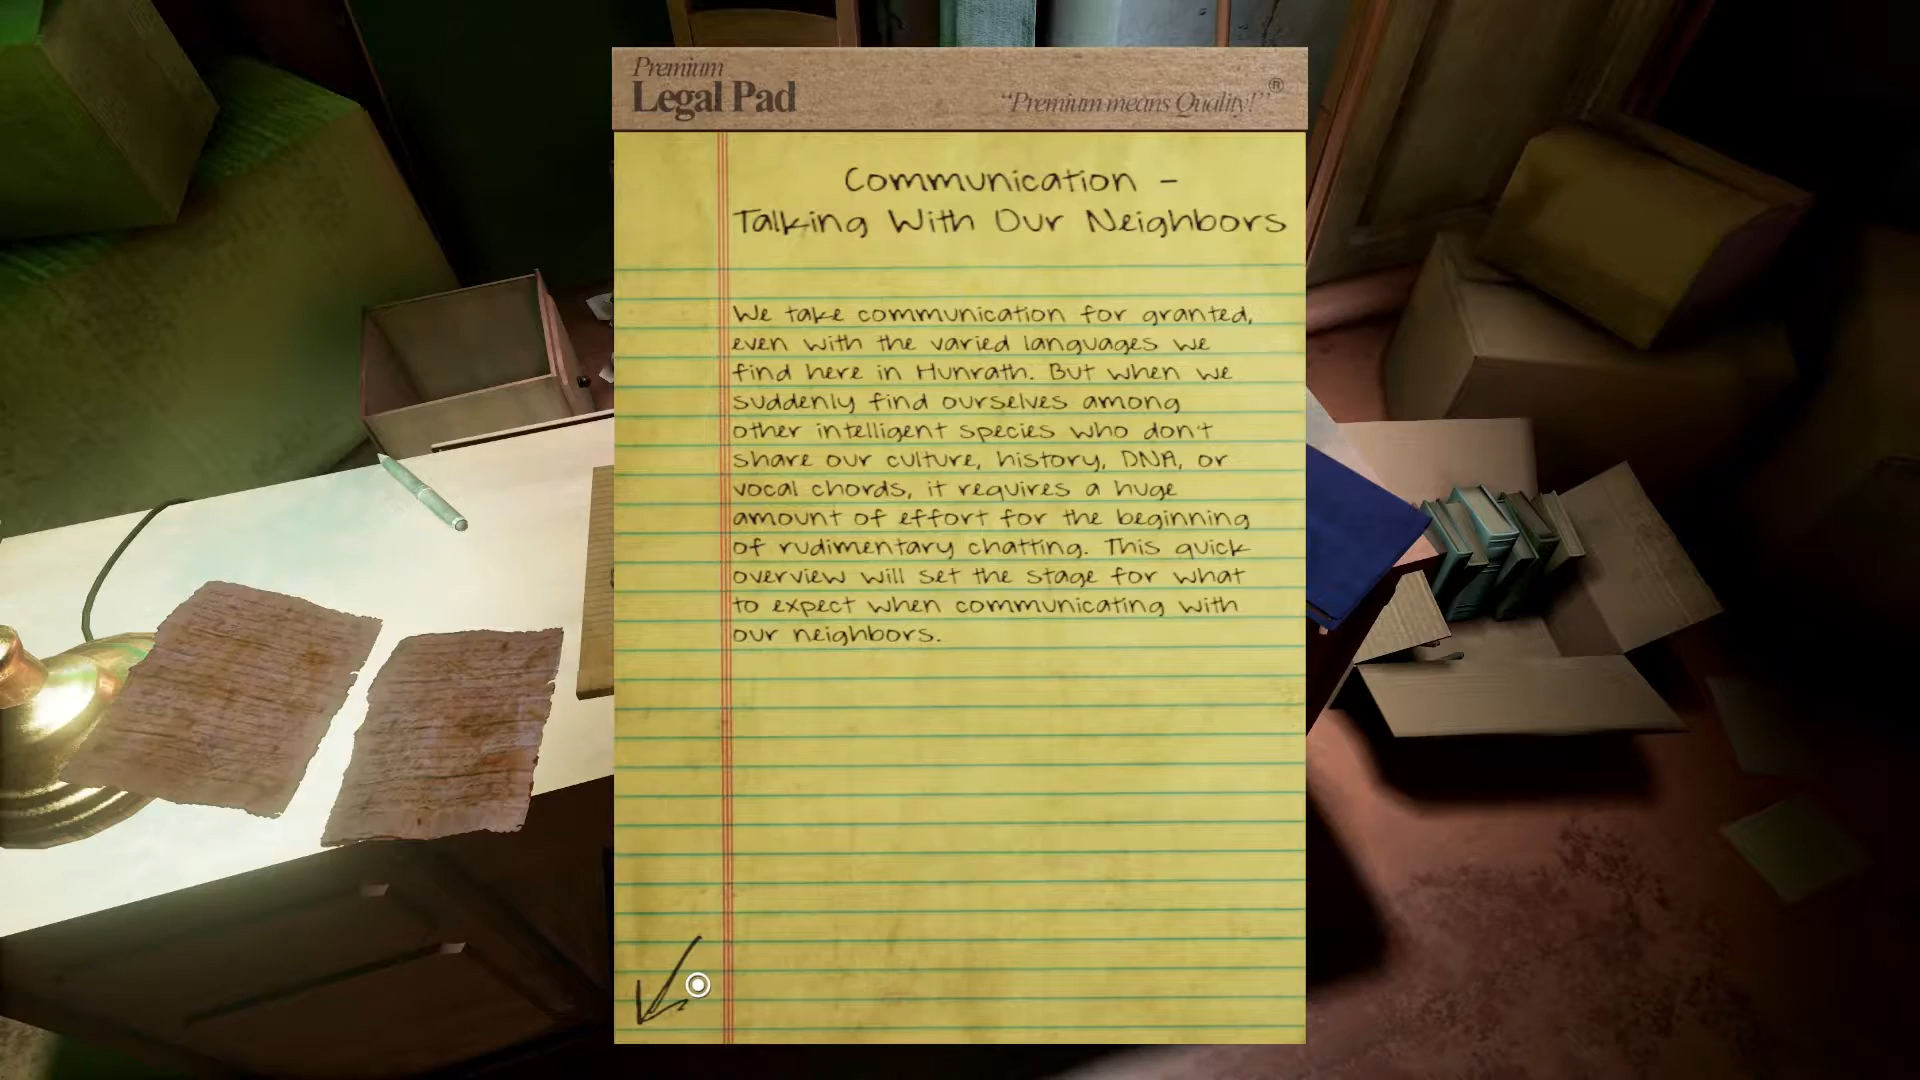 Premium
Legal Pad
"Premium means Quality!"®
Communication –
Talking With Our Neighbors
We take communication for granted,
even with the varied languages we
find here in Hunrath. But when we
suddenly find ourselves among
other intelligent species who don't
share our culture, history, DNA, or
vocal chords, it requires a huge
amount of effort for the beginning
of rudimentary chatting. This quick
overview will set the stage for what
to expect when communicating with
our neighbors.